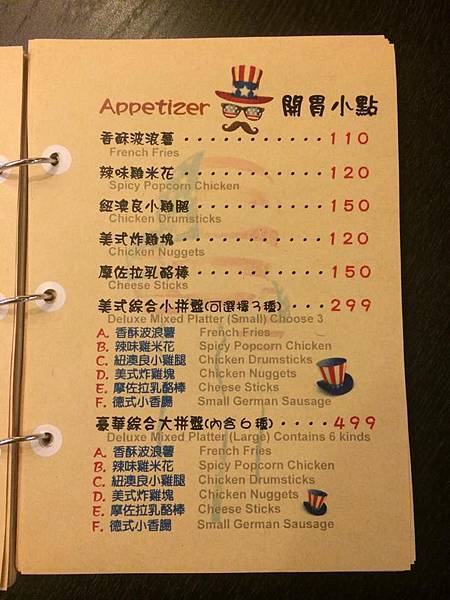 Appetizer 開胃小點
香酥波浪薯 · · · · · · · · · · · · 110
French Fries
辣味雞米花 · · · · · · · · · · · · 120
Spicy Popcorn Chicken
紐澳良小雞腿 · · · · · · · · · · 150
Chicken Drumsticks
美式炸雞塊 · · · · · · · · · · · · 120
Chicken Nuggets
摩佐拉乳酪棒 · · · · · · · · · · 150
Cheese Sticks
美式綜合小拼盤(可選擇3種) · · · · 299
Deluxe Mixed Platter (Small) Choose 3
A. 香酥波浪薯 French Fries
B. 辣味雞米花 Spicy Popcorn Chicken
C. 紐澳良小雞腿 Chicken Drumsticks
D. 美式炸雞塊 Chicken Nuggets
E. 摩佐拉乳酪棒 Cheese Sticks
F. 德式小香腸 Small German Sausage
豪華綜合大拼盤(內含6種) · · · · 499
Deluxe Mixed Platter (Large) Contains 6 kinds
A. 香酥波浪薯 French Fries
B. 辣味雞米花 Spicy Popcorn Chicken
C. 紐澳良小雞腿 Chicken Drumsticks
D. 美式炸雞塊 Chicken Nuggets
E. 摩佐拉乳酪棒 Cheese Sticks
F. 德式小香腸 Small German Sausage